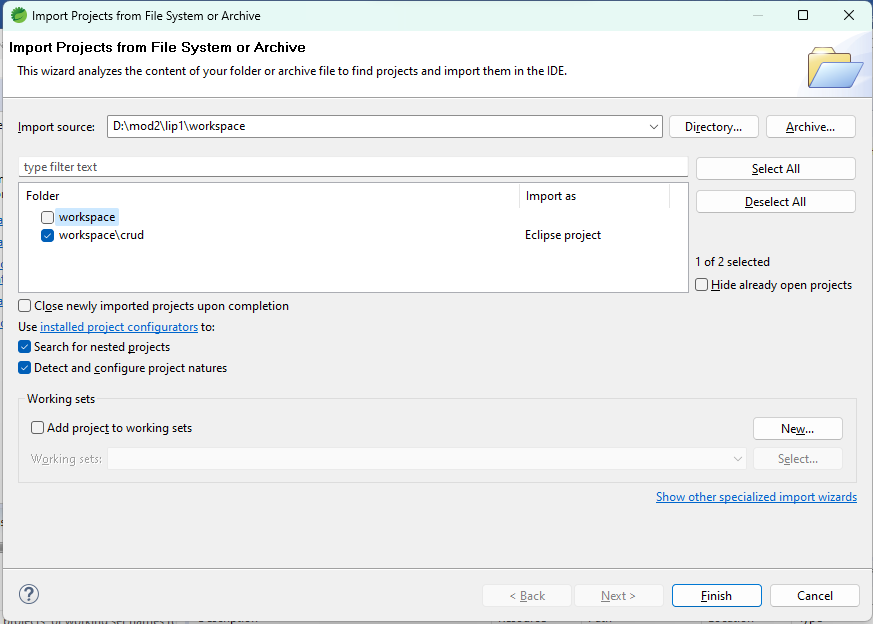 Import Projects from File System or Archive
Import Projects from File System or Archive
This wizard analyzes the content of your folder or archive file to find projects and import them in the IDE.
Import source: D:\mod2\lip1\workspace Directory... Archive...
type filter text Select All
Folder Import as Deselect All
workspace
workspace\crud Eclipse project
1 of 2 selected
Hide already open projects
Close newly imported projects upon completion
Use installed project configurators to:
Search for nested projects
Detect and configure project natures
Working sets
Add project to working sets New...
Working sets: Select...
Show other specialized import wizards
? < Back Next > Finish Cancel